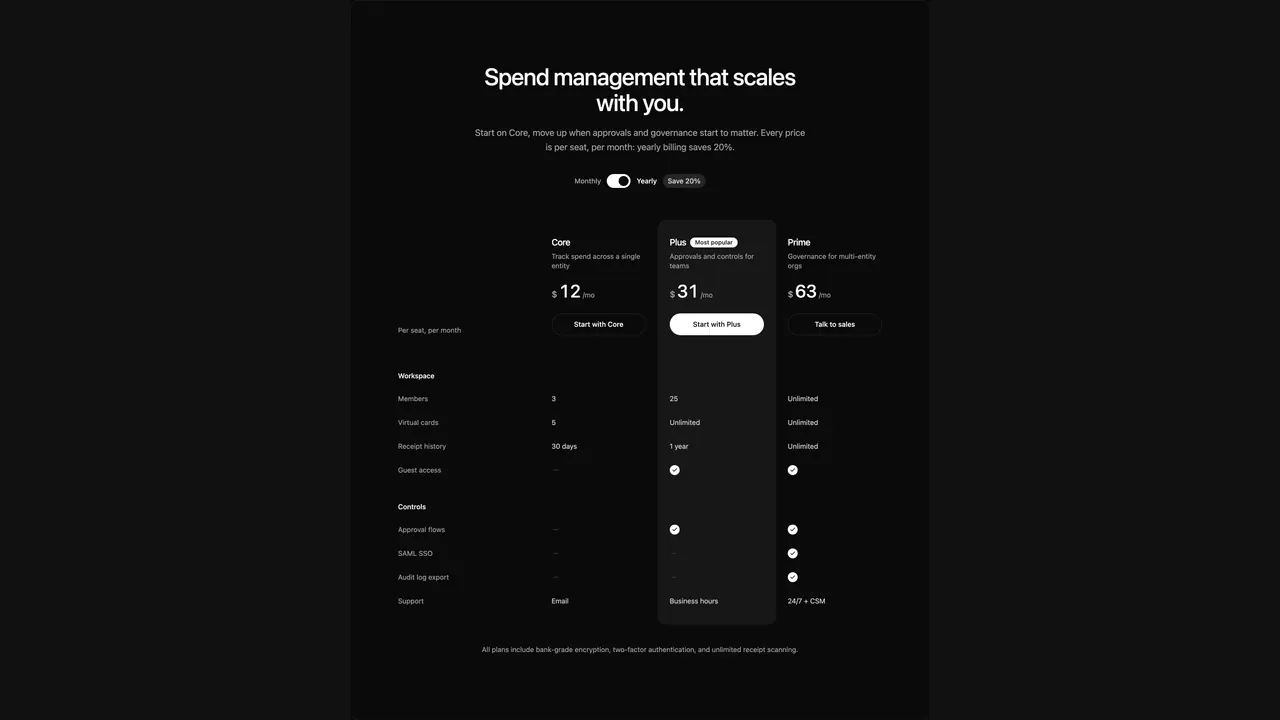 Spend management that scales
with you.
Start on Core, move up when approvals and governance start to matter. Every price
is per seat, per month: yearly billing saves 20%.
Monthly Yearly Save 20%
Core
Track spend across a single
entity
$ 12 /mo
Start with Core
Plus Most popular
Approvals and controls for
teams
$ 31 /mo
Start with Plus
Prime
Governance for multi-entity
orgs
$ 63 /mo
Talk to sales
Per seat, per month
Workspace
Members 3 25 Unlimited
Virtual cards 5 Unlimited Unlimited
Receipt history 30 days 1 year Unlimited
Guest access –
Controls
Approval flows –
SAML SSO – –
Audit log export – –
Support Email Business hours 24/7 + CSM
All plans include bank-grade encryption, two-factor authentication, and unlimited receipt scanning.